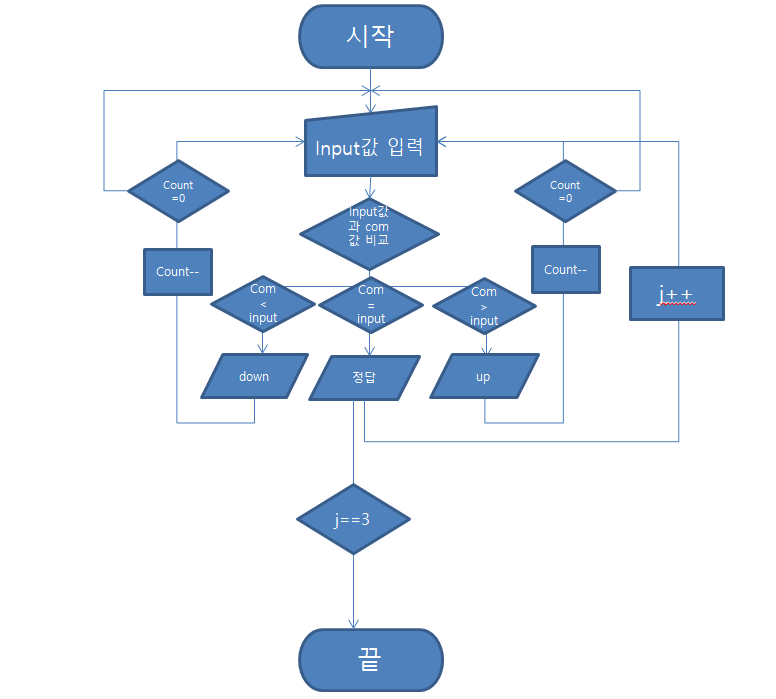 시작
Input값 입력
Count
=0
Count
=0
Input값
과 com
값 비교
Count--
Count--
Com
<
input
Com
=
input
Com
>
input
j++
down
정답
up
j==3
끝